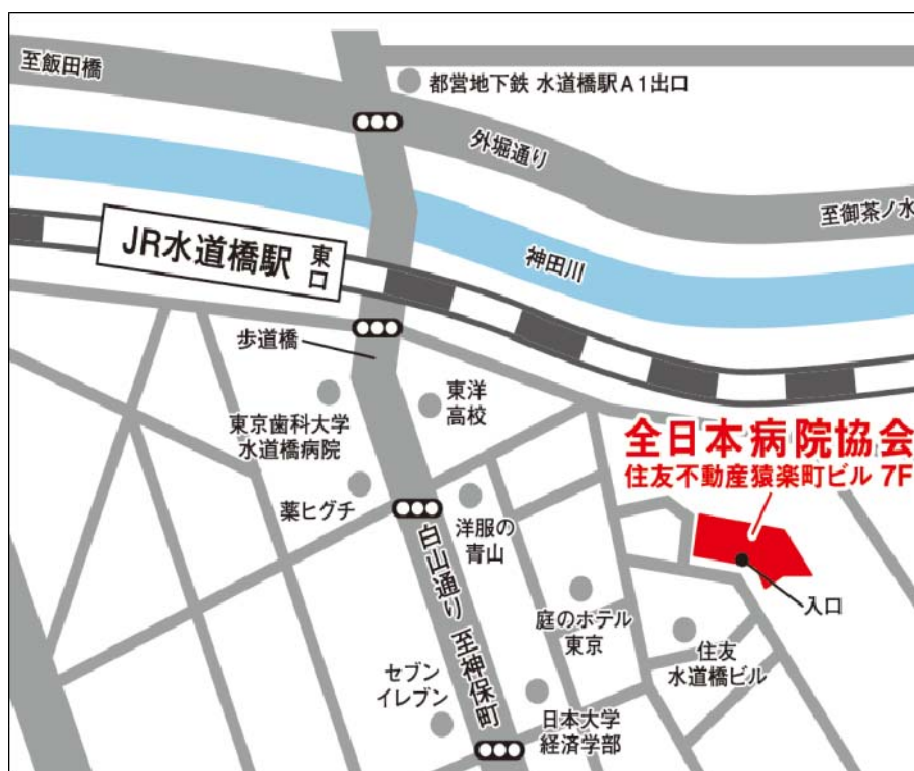 至飯田橋
都営地下鉄 水道橋駅A1出口
外堀通り
至御茶ノ水
JR水道橋駅 東口
神田川
歩道橋
東洋
高校
東京歯科大学
水道橋病院
全日本病院協会
住友不動産猿楽町ビル 7F
薬ヒグチ
洋服の
青山
白山通り 至神保町
入口
庭のホテル
東京
住友
水道橋ビル
セブン
イレブン
日本大学
経済学部